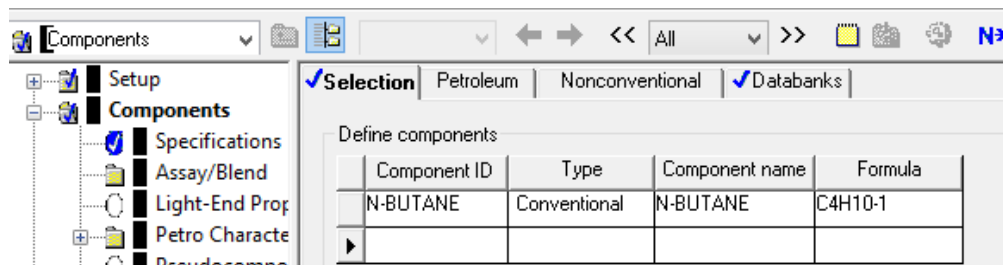 Components
<< All >> N>
Setup
Components
Specifications
Assay/Blend
Light-End Prop
Petro Characte
Selection Petroleum Nonconventional Databanks
Define components
Component ID Type Component name Formula
N-BUTANE Conventional N-BUTANE C4H10-1